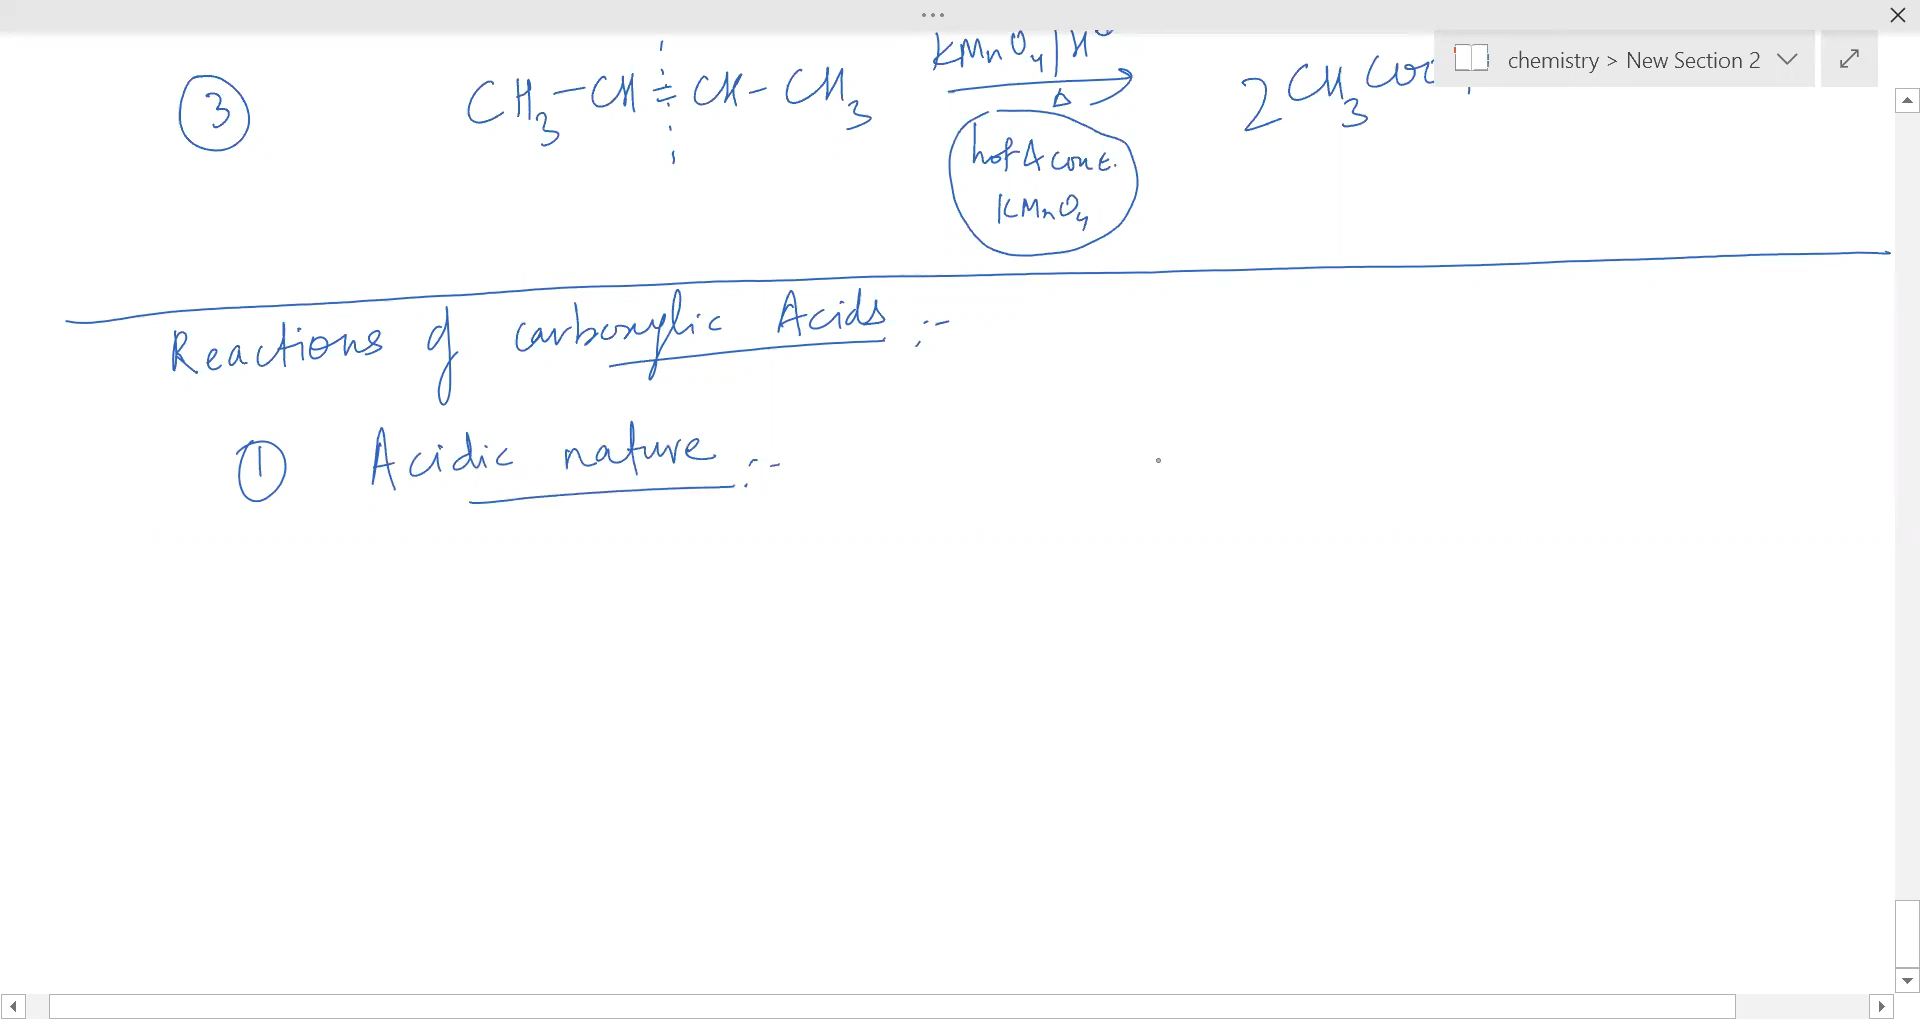 KMnO4/H⊕
chemistry > New Section 2
③ CH3-CH=CH-CH3 Δ 2CH3COO
hot & conc.
KMnO4
Reactions of carboxylic Acids :-
① Acidic nature :-